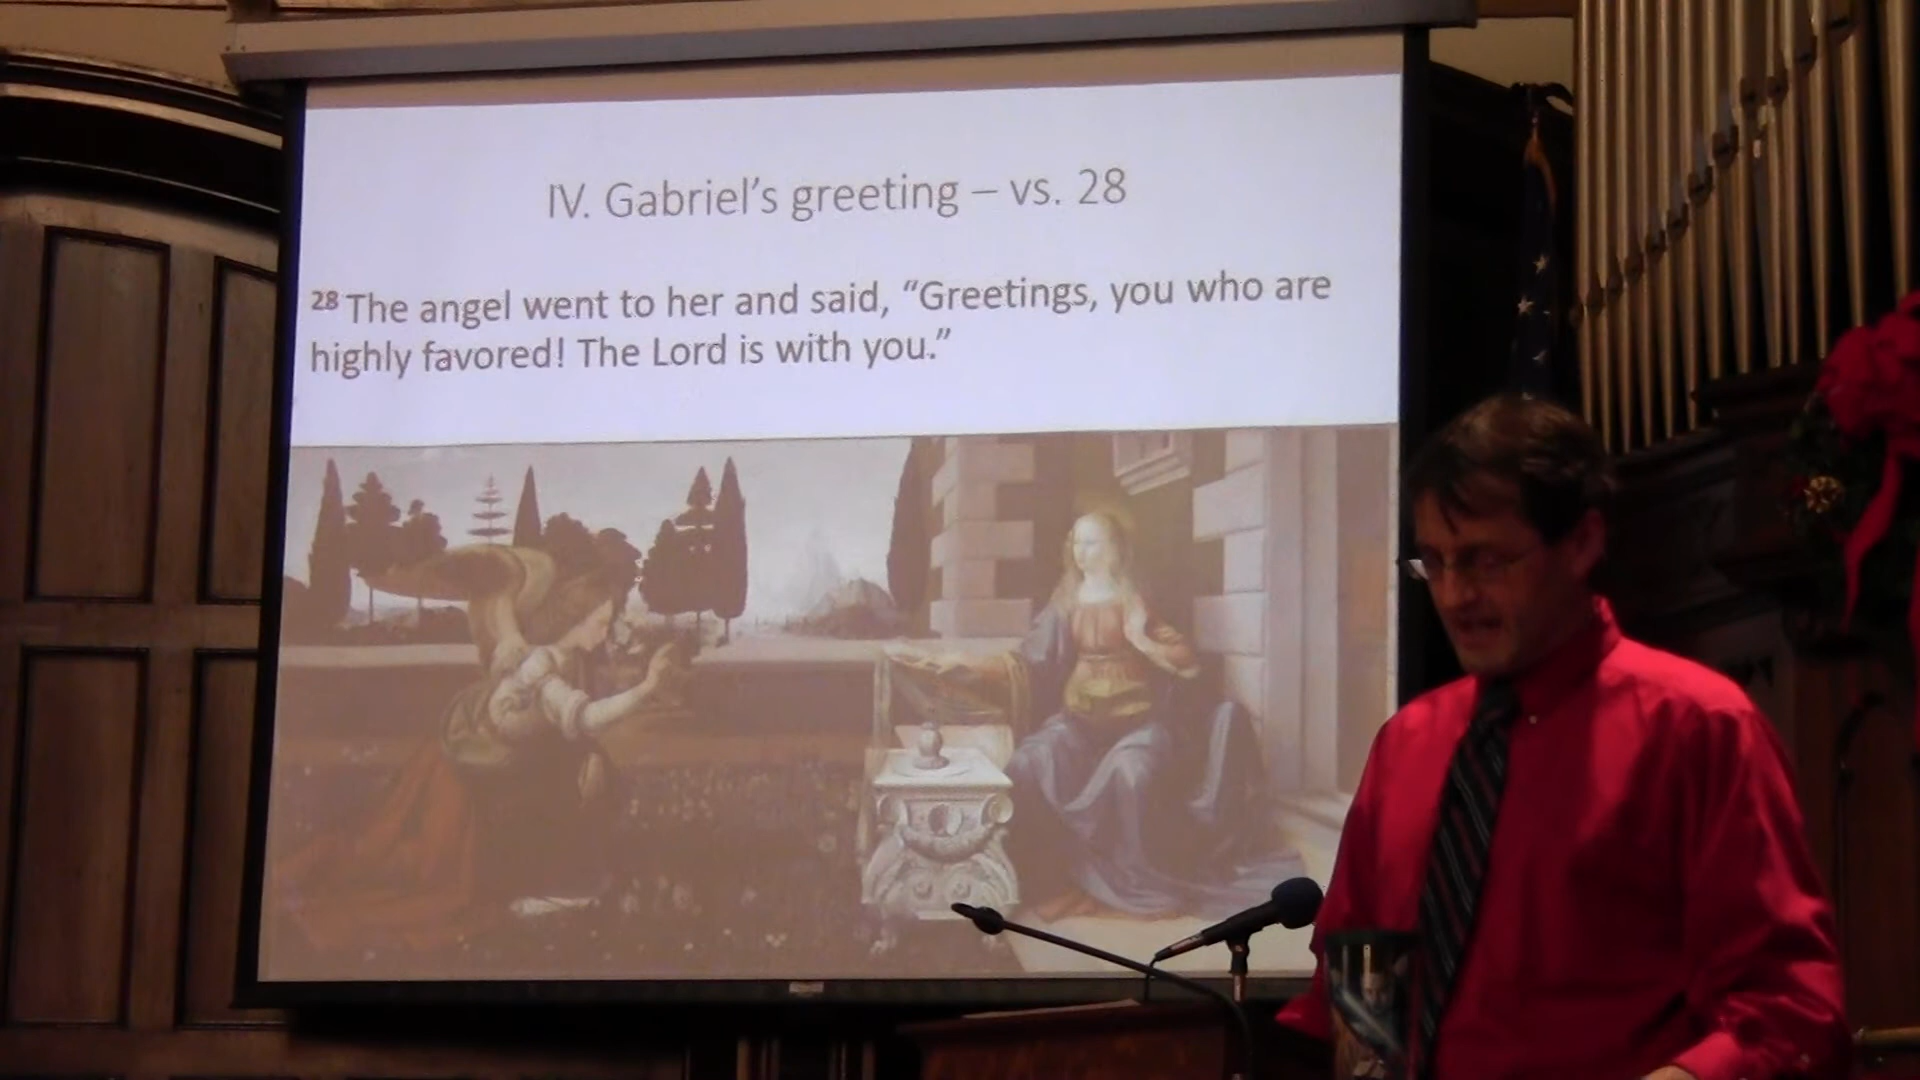 IV. Gabriel’s greeting – vs. 28
28 The angel went to her and said, “Greetings, you who are
highly favored! The Lord is with you.”